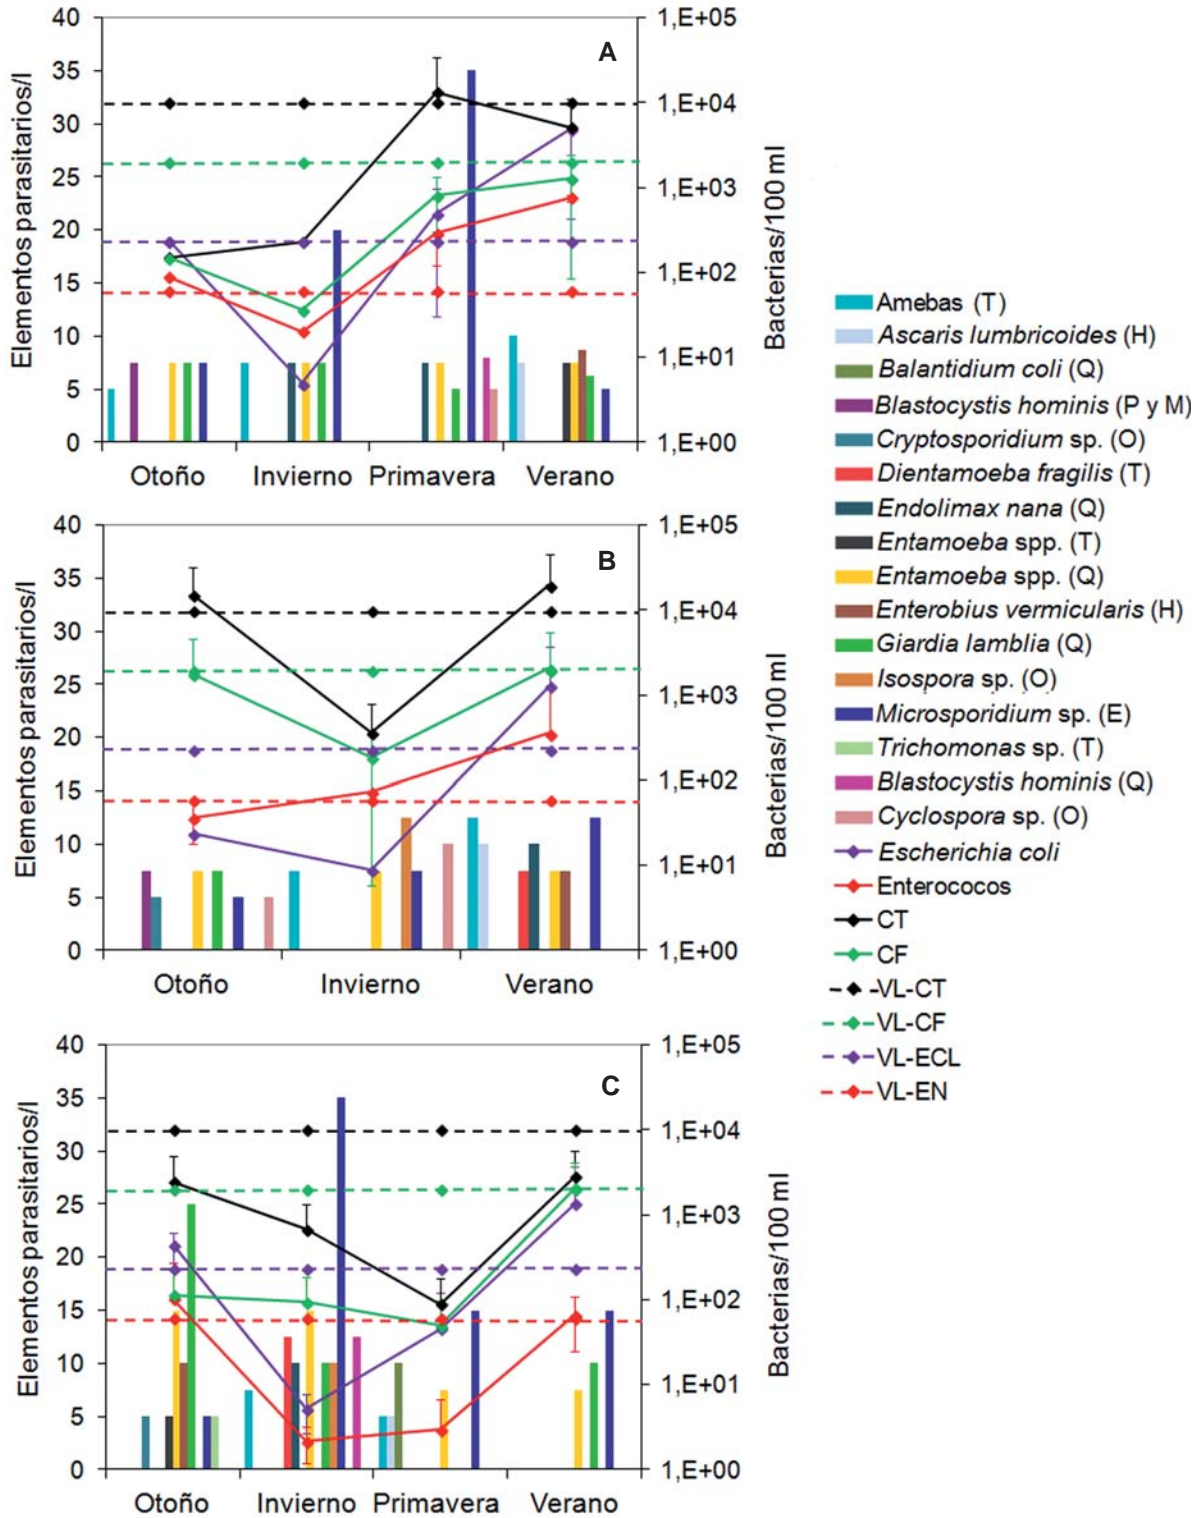 A
Elementos parasitarios/l
40
35
30
25
20
15
10
5
0
1,E+05
1,E+04
1,E+03
1,E+02
1,E+01
1,E+00
Bacterias/100 ml
Otoño Invierno Primavera Verano
B
Elementos parasitarios/l
40
35
30
25
20
15
10
5
0
1,E+05
1,E+04
1,E+03
1,E+02
1,E+01
1,E+00
Bacterias/100 ml
Otoño Invierno Verano
C
Elementos parasitarios/l
40
35
30
25
20
15
10
5
0
1,E+05
1,E+04
1,E+03
1,E+02
1,E+01
1,E+00
Bacterias/100 ml
Otoño Invierno Primavera Verano
Amebas (T)
Ascaris lumbricoides (H)
Balantidium coli (Q)
Blastocystis hominis (P y M)
Cryptosporidium sp. (O)
Dientamoeba fragilis (T)
Endolimax nana (Q)
Entamoeba spp. (T)
Entamoeba spp. (Q)
Enterobius vermicularis (H)
Giardia lamblia (Q)
Isospora sp. (O)
Microsporidium sp. (E)
Trichomonas sp. (T)
Blastocystis hominis (Q)
Cyclospora sp. (O)
Escherichia coli
Enterococos
CT
CF
VL-CT
VL-CF
VL-ECL
VL-EN